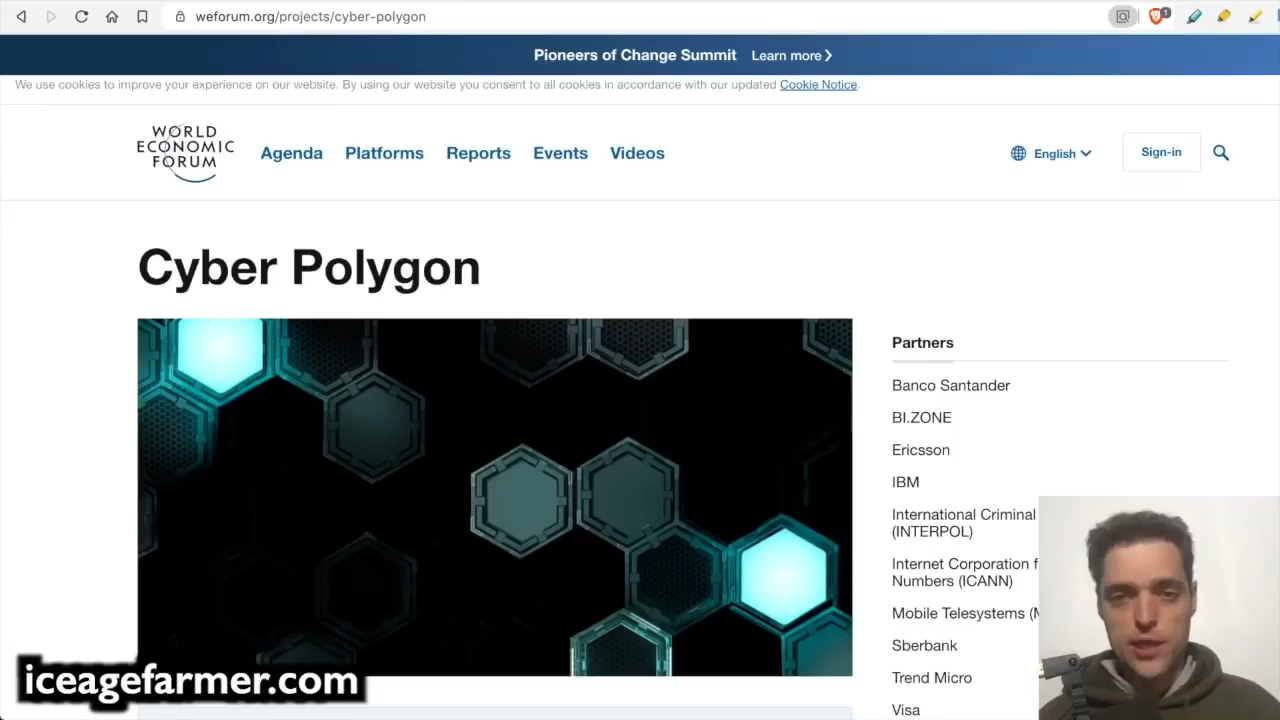 weforum.org/projects/cyber-polygon
1
Pioneers of Change Summit Learn more
We use cookies to improve your experience on our website. By using our website you consent to all cookies in accordance with our updated Cookie Notice.
WORLD
ECONOMIC
FORUM
Agenda Platforms Reports Events Videos
English
Sign-in
Cyber Polygon
Partners
Banco Santander
BI.ZONE
Ericsson
IBM
International Criminal
(INTERPOL)
Internet Corporation f
Numbers (ICANN)
Mobile Telesystems (M
Sberbank
Trend Micro
Visa
iceagefarmer.com